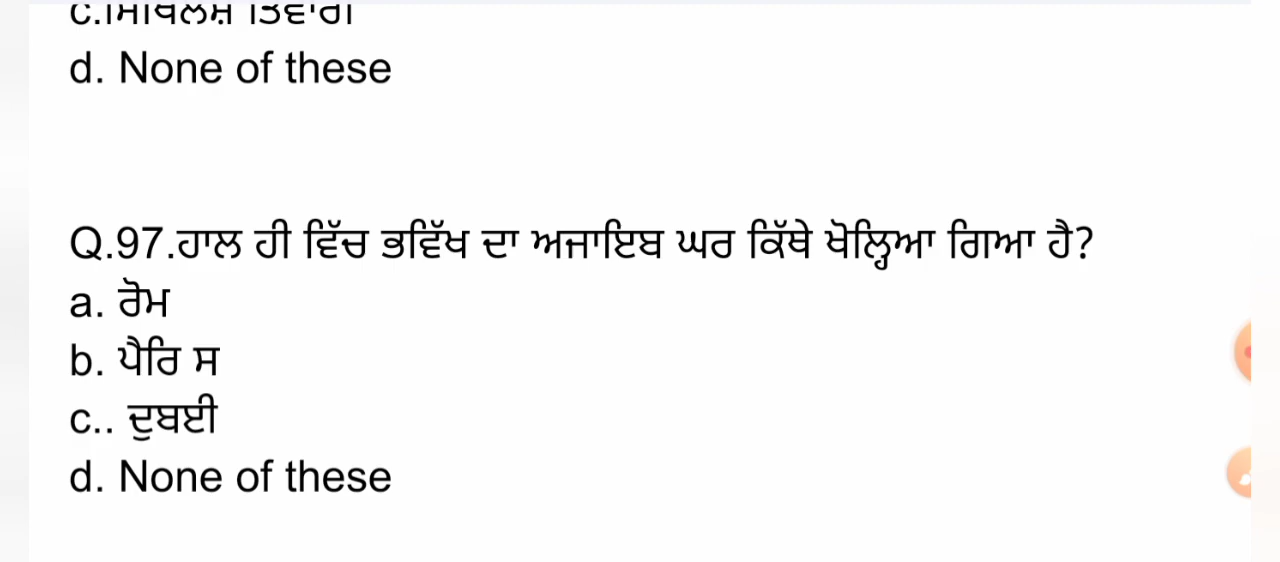 d. None of these
Q.97.ਹਾਲ ਹੀ ਵਿੱਚ ਭਵਿੱਖ ਦਾ ਅਜਾਇਬ ਘਰ ਕਿੱਥੇ ਖੋਲ੍ਹਿਆ ਗਿਆ ਹੈ?
a. ਰੋਮ
b. ਪੈਰਿ ਸ
c.. ਦੁਬਈ
d. None of these